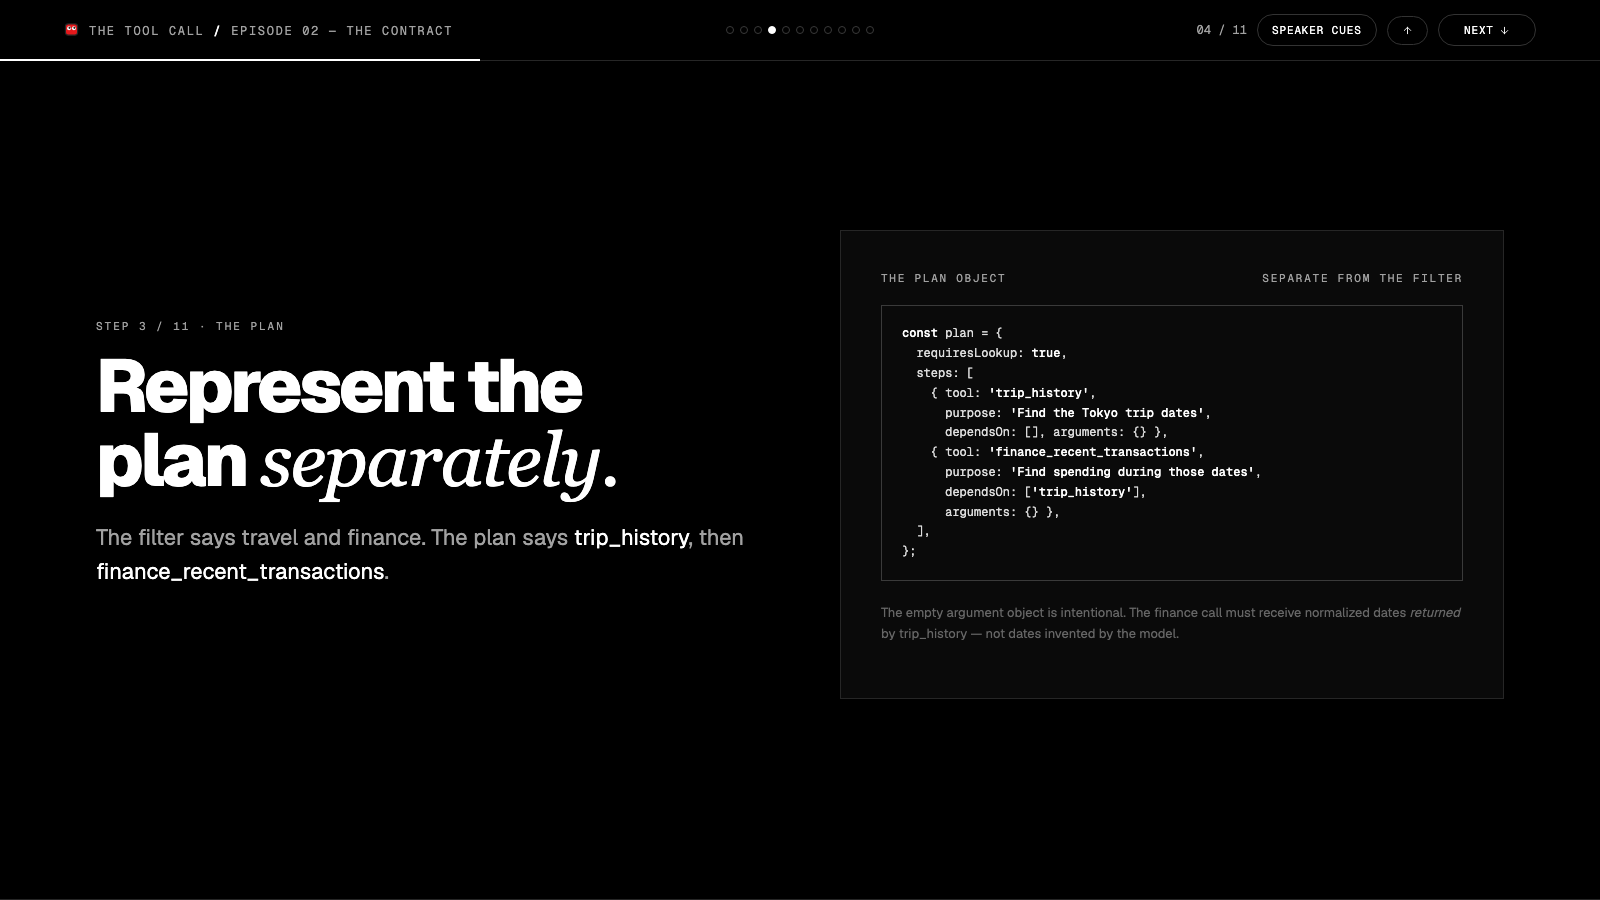 THE TOOL CALL / EPISODE 02 — THE CONTRACT
04 / 11
SPEAKER CUES
↑
NEXT ↓
STEP 3 / 11 · THE PLAN
Represent the
plan separately.
The filter says travel and finance. The plan says trip_history, then
finance_recent_transactions.
THE PLAN OBJECT
SEPARATE FROM THE FILTER
const plan = {
  requiresLookup: true,
  steps: [
    { tool: 'trip_history',
      purpose: 'Find the Tokyo trip dates',
      dependsOn: [], arguments: {} },
    { tool: 'finance_recent_transactions',
      purpose: 'Find spending during those dates',
      dependsOn: ['trip_history'],
      arguments: {} },
  ],
};
The empty argument object is intentional. The finance call must receive normalized dates returned
by trip_history — not dates invented by the model.